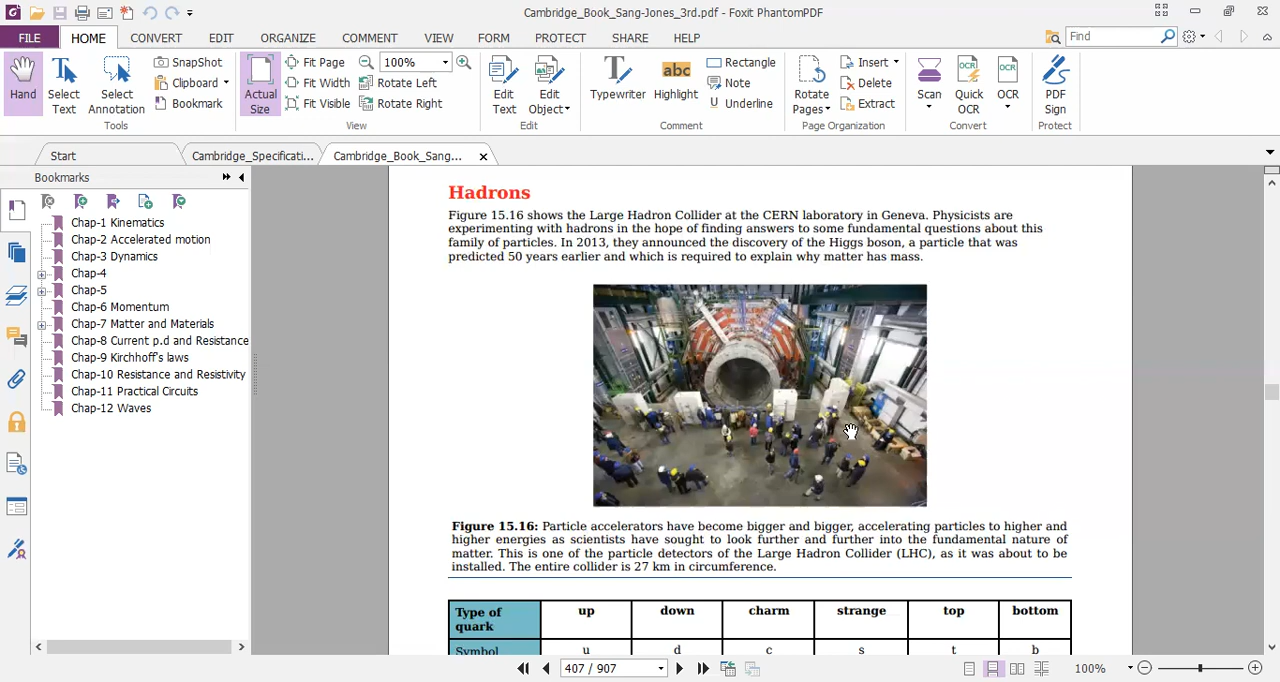 Cambridge_Book_Sang-Jones_3rd.pdf - Foxit PhantomPDF
FILE HOME CONVERT EDIT ORGANIZE COMMENT VIEW FORM PROTECT SHARE HELP Find
Hand
Select Text
Select Annotation
SnapShot
Clipboard
Bookmark
Tools
Actual Size
Fit Page
Fit Width
Fit Visible
100%
Rotate Left
Rotate Right
View
Edit Text
Edit Object
Edit
Typewriter
abc
Highlight
Rectangle
Note
Underline
Comment
Rotate Pages
Insert
Delete
Extract
Page Organization
Scan
OCR
Quick OCR
OCR
OCR
Convert
PDF Sign
Protect
Start Cambridge_Specificati... Cambridge_Book_Sang...
Bookmarks
Chap-1 Kinematics
Chap-2 Accelerated motion
Chap-3 Dynamics
Chap-4
Chap-5
Chap-6 Momentum
Chap-7 Matter and Materials
Chap-8 Current p.d and Resistance
Chap-9 Kirchhoff's laws
Chap-10 Resistance and Resistivity
Chap-11 Practical Circuits
Chap-12 Waves
Hadrons
Figure 15.16 shows the Large Hadron Collider at the CERN laboratory in Geneva. Physicists are
experimenting with hadrons in the hope of finding answers to some fundamental questions about this
family of particles. In 2013, they announced the discovery of the Higgs boson, a particle that was
predicted 50 years earlier and which is required to explain why matter has mass.
Figure 15.16: Particle accelerators have become bigger and bigger, accelerating particles to higher and
higher energies as scientists have sought to look further and further into the fundamental nature of
matter. This is one of the particle detectors of the Large Hadron Collider (LHC), as it was about to be
installed. The entire collider is 27 km in circumference.
Type of quark up down charm strange top bottom
Symbol u d c s t b
407 / 907
100%